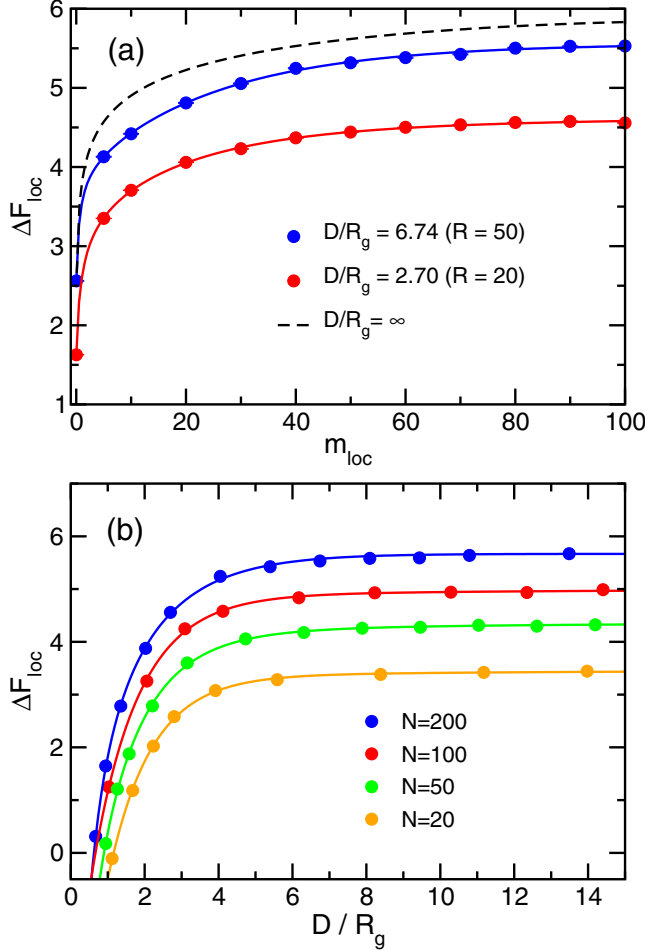 6
(a)
5
4
ΔF_loc
D/R_g = 6.74 (R = 50)
3
D/R_g = 2.70 (R = 20)
2
D/R_g = ∞
1
0 20 40 60 80 100
m_loc
(b)
6
4
ΔF_loc
N=200
2
N=100
N=50
N=20
0
0 2 4 6 8 10 12 14
D / R_g